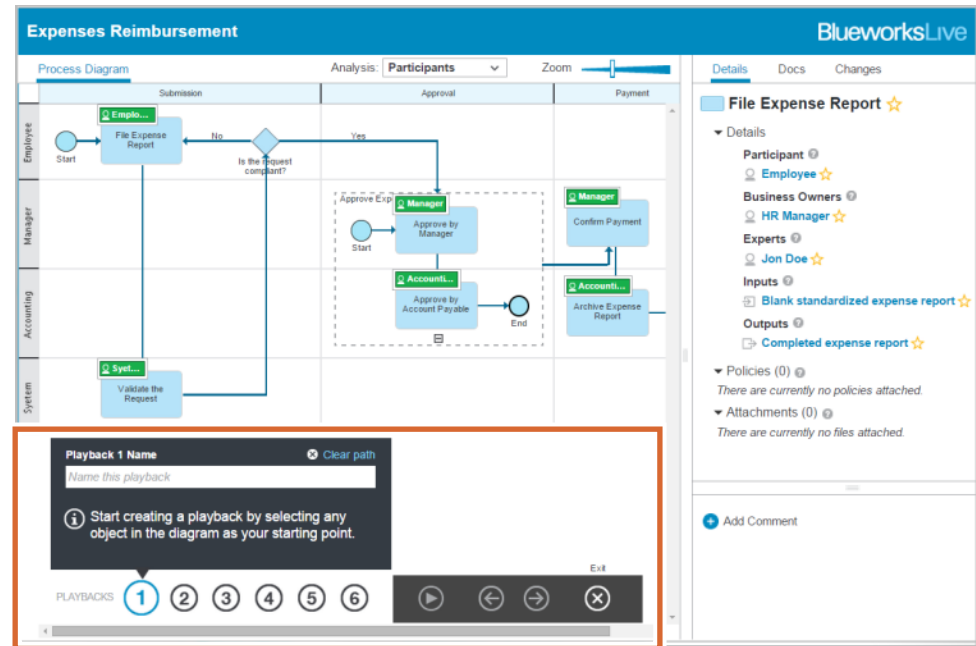 Expenses Reimbursement
BlueworksLive
Process Diagram
Analysis: Participants
Zoom
Submission
Approval
Payment
Employee
Manager
Accounting
Syetem
Emplo...
File Expense
Report
Start
No
Is the request
compliant?
Yes
Approve Exp
Manager
Approve by
Manager
Start
Accounti...
Approve by
Account Payable
End
Manager
Confirm Payment
Accounti...
Archive Expense
Report
Syet...
Validate the
Request
Details
Docs
Changes
File Expense Report
Details
Participant
Employee
Business Owners
HR Manager
Experts
Jon Doe
Inputs
Blank standardized expense report
Outputs
Completed expense report
Policies (0)
There are currently no policies attached.
Attachments (0)
There are currently no files attached.
Add Comment
Playback 1 Name
Clear path
Name this playback
Start creating a playback by selecting any
object in the diagram as your starting point.
PLAYBACKS 1 2 3 4 5 6
Exit